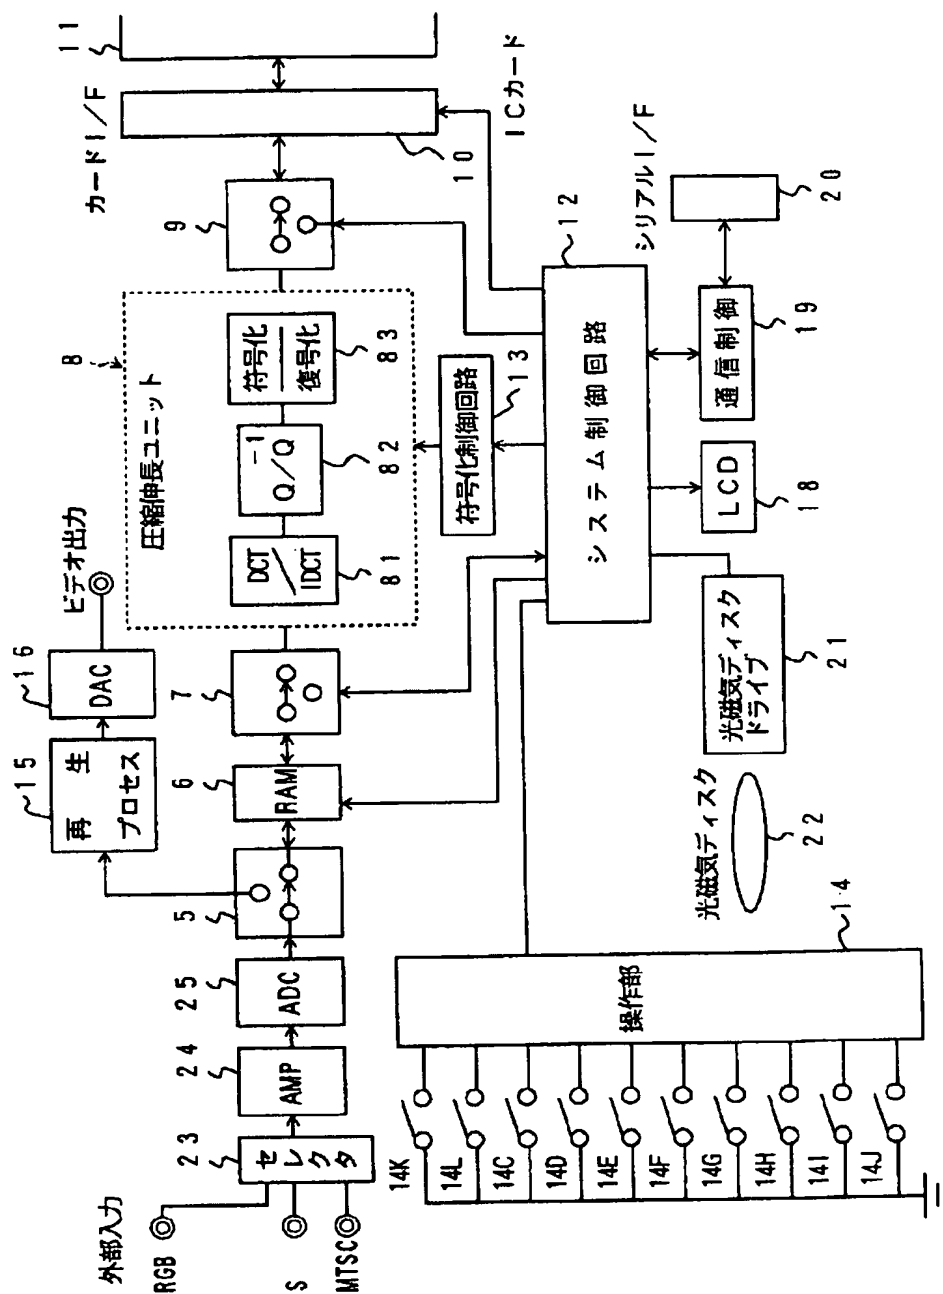 外部入力
RGB
S
MTSC
23
セレクタ
24
AMP
25
ADC
5
6
RAM
7
15
再生
プロセス
16
DAC
ビデオ出力
8
圧縮伸長ユニット
DCT/IDCT
81
Q/Q⁻¹
82
符号化
復号化
83
9
カードI/F
10
11
ICカード
符号化制御回路
13
12
システム制御回路
シリアルI/F
20
通信制御
19
LCD
18
光磁気ディスク
ドライブ
21
光磁気ディスク
22
14
操作部
14K
14L
14C
14D
14E
14F
14G
14H
14I
14J